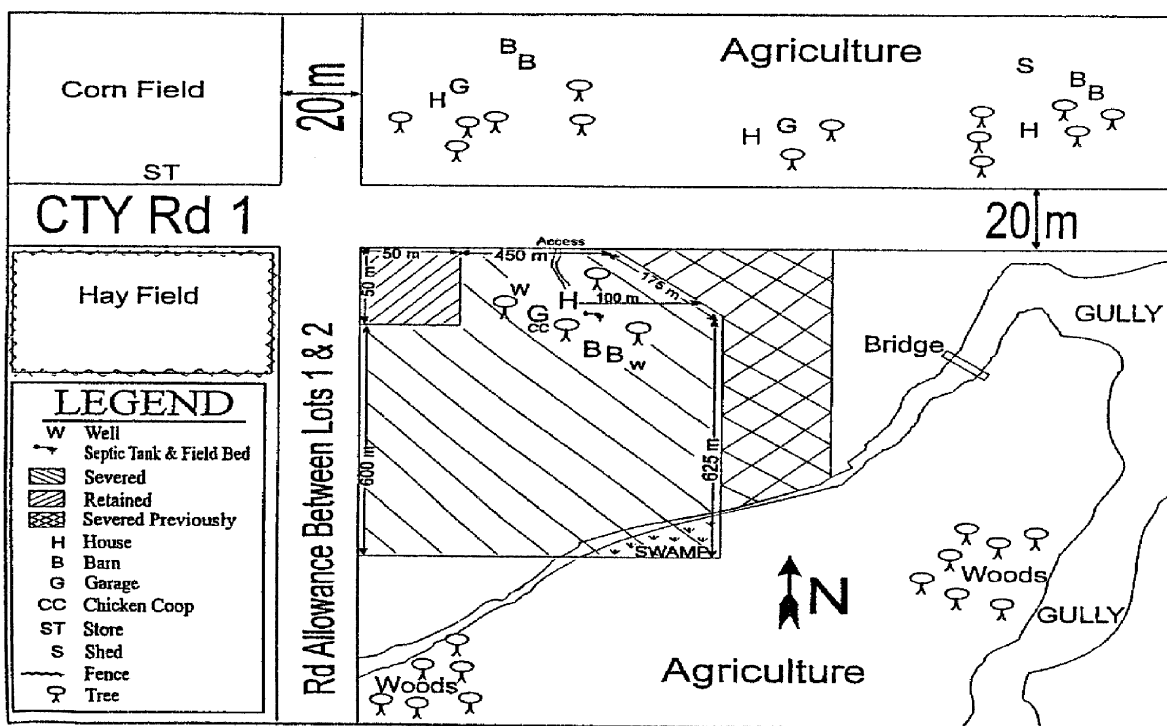 B
B
Agriculture
Corn Field
20 m
H
G
S
B
B
H
G
H
ST
CTY Rd 1
20 m
Hay Field
50 m
Access
450 m
50 m
W
H
175 m
100 m
G
CC
B
B
W
GULLY
Bridge
Rd Allowance Between Lots 1 & 2
600 m
625 m
SWAMP
LEGEND
W Well
Septic Tank & Field Bed
Severed
Retained
Severed Previously
H House
B Barn
G Garage
CC Chicken Coop
ST Store
S Shed
Fence
Tree
N
Woods
GULLY
Agriculture
Woods